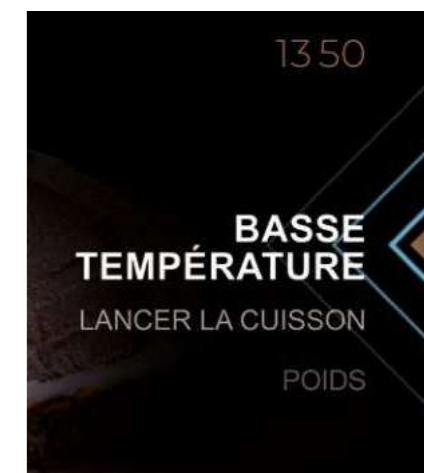 13 50
BASSE
TEMPÉRATURE
LANCER LA CUISSON
POIDS